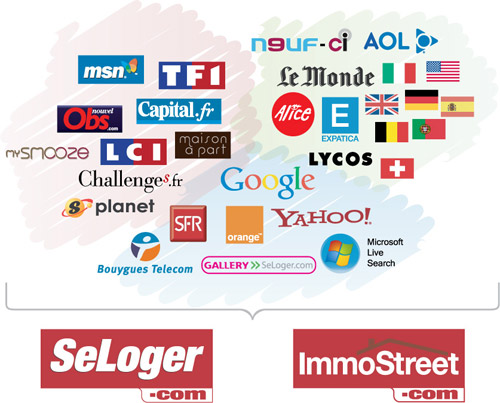 neuf-ci
AOL
msn
TF1
Le Monde
nouvel
Obs.com
Capital.fr
Alice
E
EXPATICA
mySMOOZE
LCI
maison
à part
Challenges.fr
Google
LYCOS
planet
SFR
orange™
YAHOO!
Bouygues Telecom
GALLERY >> SeLoger.com
Microsoft
Live
Search
SeLoger
.com
ImmoStreet
.com